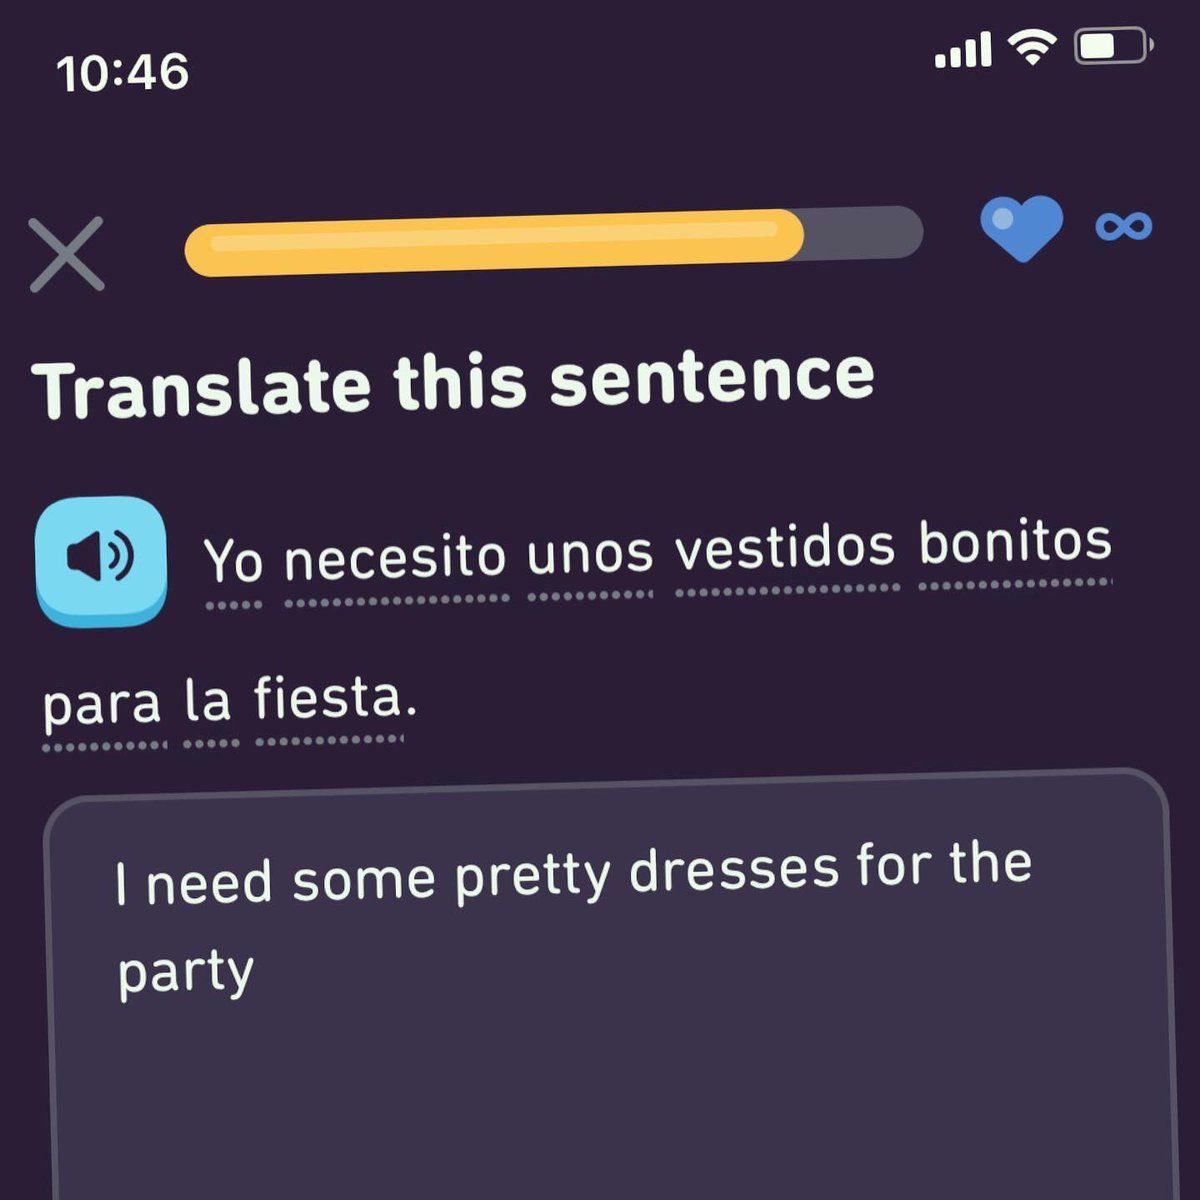 10:46
Translate this sentence
Yo necesito unos vestidos bonitos
para la fiesta.
I need some pretty dresses for the
party